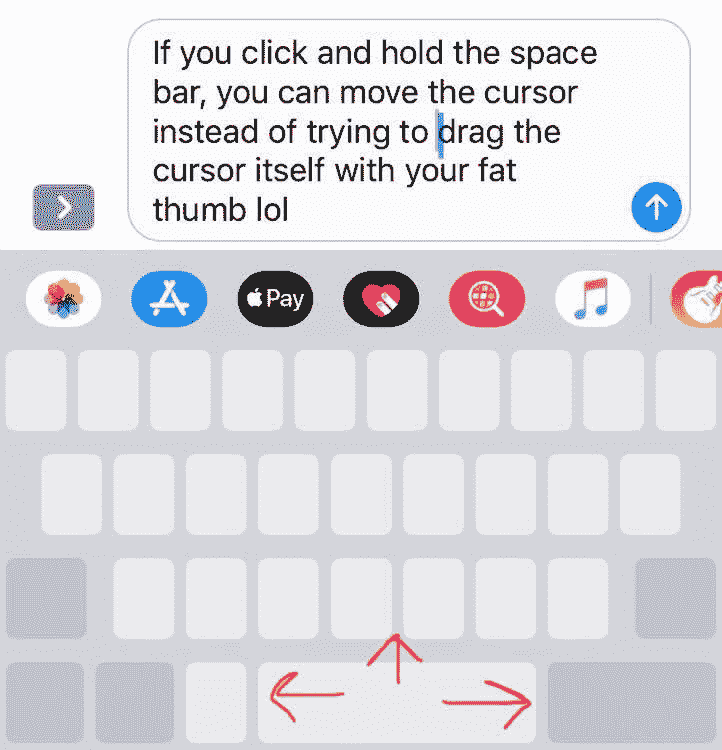 If you click and hold the space
bar, you can move the cursor
instead of trying to drag the
cursor itself with your fat
thumb lol
Pay